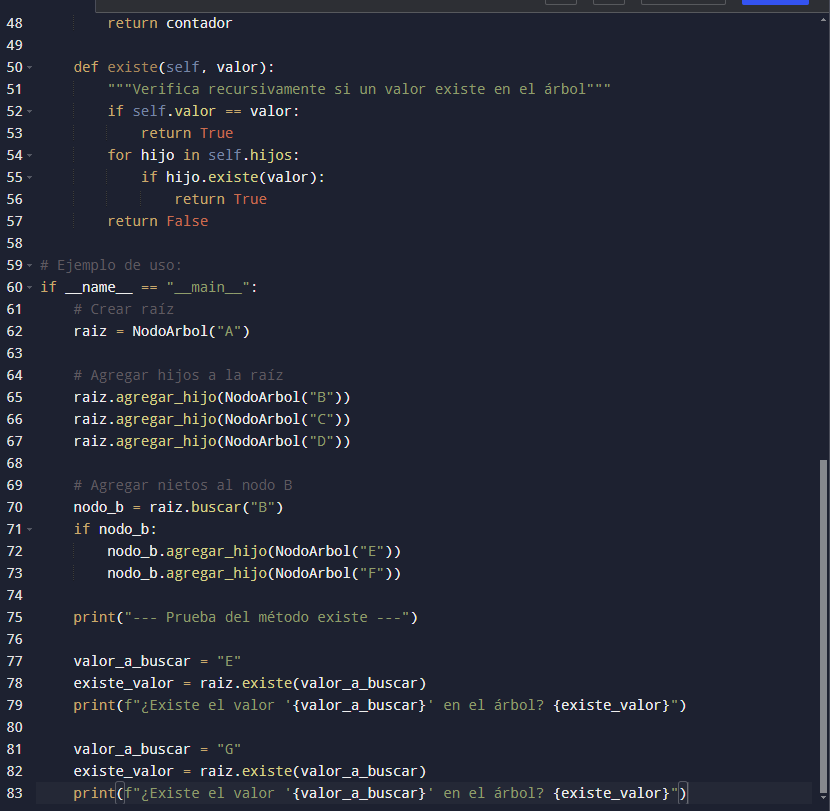 48         return contador
49
50     def existe(self, valor):
51         """Verifica recursivamente si un valor existe en el árbol"""
52         if self.valor == valor:
53             return True
54         for hijo in self.hijos:
55             if hijo.existe(valor):
56                 return True
57         return False
58
59 # Ejemplo de uso:
60 if __name__ == "__main__":
61     # Crear raíz
62     raiz = NodoArbol("A")
63
64     # Agregar hijos a la raíz
65     raiz.agregar_hijo(NodoArbol("B"))
66     raiz.agregar_hijo(NodoArbol("C"))
67     raiz.agregar_hijo(NodoArbol("D"))
68
69     # Agregar nietos al nodo B
70     nodo_b = raiz.buscar("B")
71     if nodo_b:
72         nodo_b.agregar_hijo(NodoArbol("E"))
73         nodo_b.agregar_hijo(NodoArbol("F"))
74
75     print("--- Prueba del método existe ---")
76
77     valor_a_buscar = "E"
78     existe_valor = raiz.existe(valor_a_buscar)
79     print(f"¿Existe el valor '{valor_a_buscar}' en el árbol? {existe_valor}")
80
81     valor_a_buscar = "G"
82     existe_valor = raiz.existe(valor_a_buscar)
83     print(f"¿Existe el valor '{valor_a_buscar}' en el árbol? {existe_valor}")